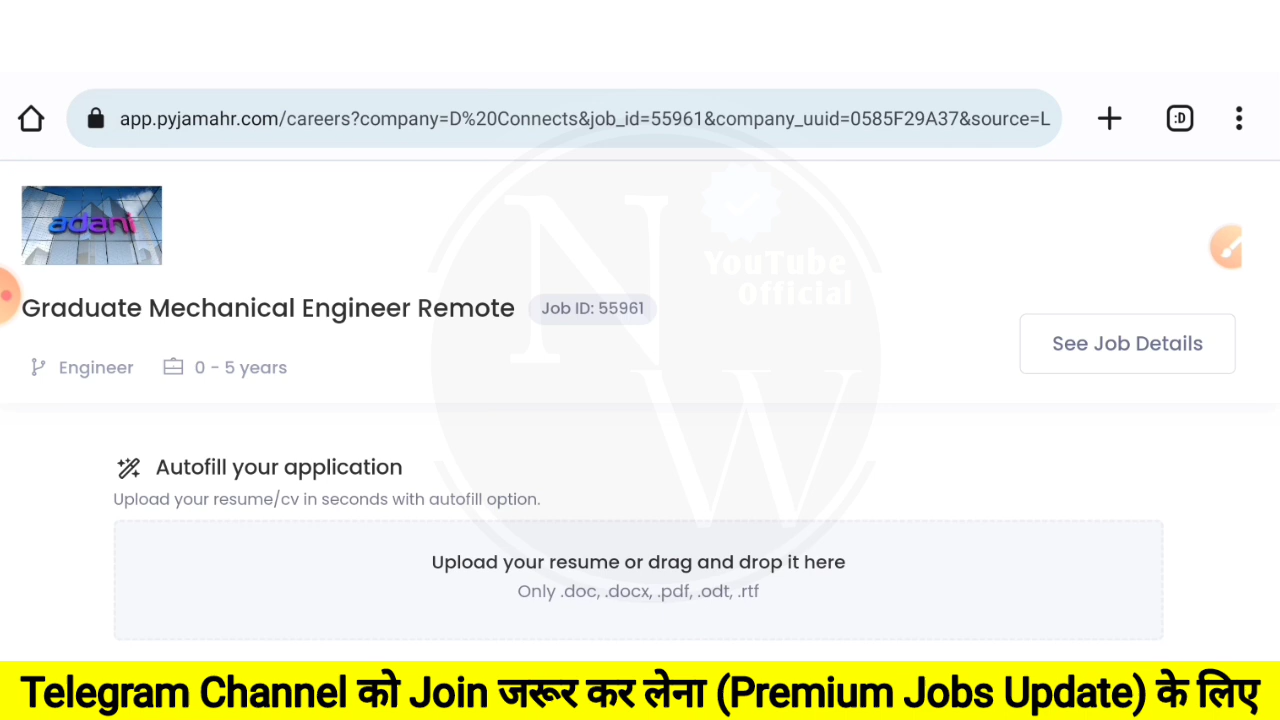 :D
app.pyjamahr.com/careers?company=D%20Connects&job_id=55961&company_uuid=0585F29A37&source=L
adani
N
W
YouTube
Official
Graduate Mechanical Engineer Remote Job ID: 55961
Engineer 0 - 5 years
See Job Details
Autofill your application
Upload your resume/cv in seconds with autofill option.
Upload your resume or drag and drop it here
Only .doc, .docx, .pdf, .odt, .rtf
Telegram Channel को Join जरूर कर लेना (Premium Jobs Update) के लिए